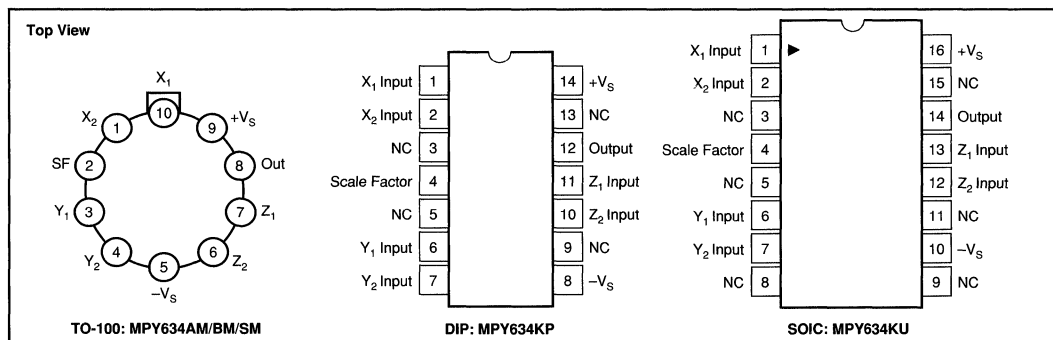 Top View
X₁
X₂ 1 10 9 +VS
SF 2 8 Out
Y₁ 3 7 Z₁
Y₂ 4 5 6 Z₂
–VS
TO-100: MPY634AM/BM/SM
X₁ Input 1 14 +VS
X₂ Input 2 13 NC
NC 3 12 Output
Scale Factor 4 11 Z₁ Input
NC 5 10 Z₂ Input
Y₁ Input 6 9 NC
Y₂ Input 7 8 –VS
DIP: MPY634KP
X₁ Input 1 16 +VS
X₂ Input 2 15 NC
NC 3 14 Output
Scale Factor 4 13 Z₁ Input
NC 5 12 Z₂ Input
Y₁ Input 6 11 NC
Y₂ Input 7 10 –VS
NC 8 9 NC
SOIC: MPY634KU